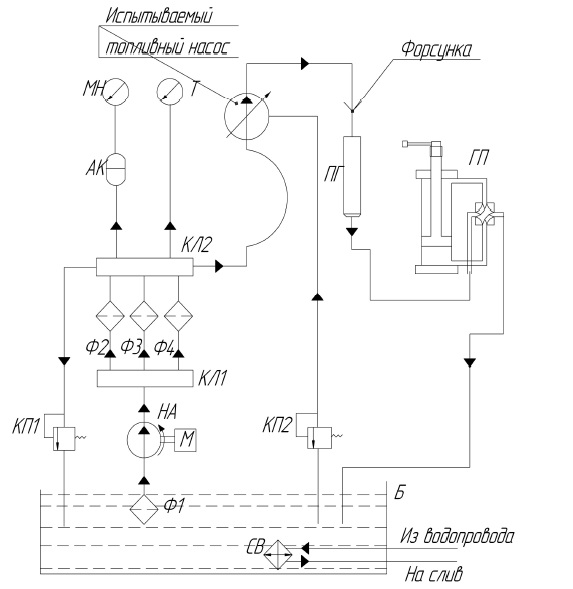 Испытываемый
топливный насос
Форсунка
МН
Т
АК
ПГ
ГП
КЛ2
Ф2
Ф3
Ф4
КЛ1
КП1
НА
М
КП2
Ф1
Б
СВ
Из водопровода
На слив